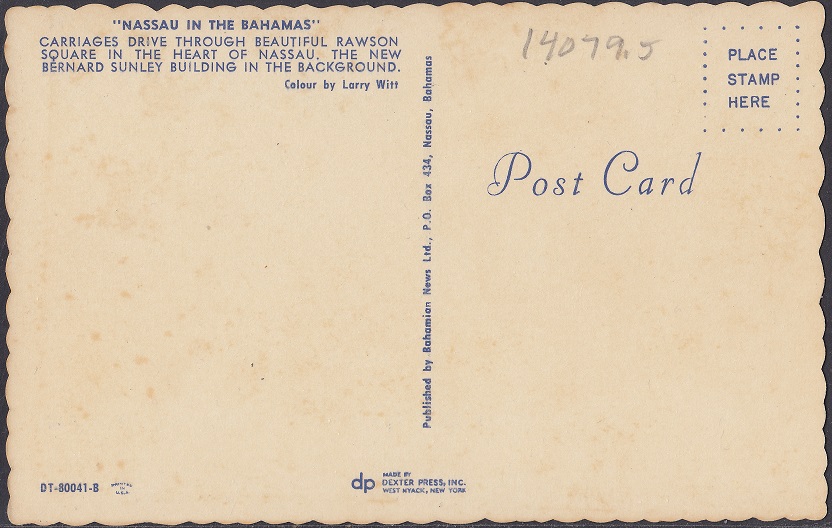 "NASSAU IN THE BAHAMAS"
CARRIAGES DRIVE THROUGH BEAUTIFUL RAWSON
SQUARE IN THE HEART OF NASSAU. THE NEW
BERNARD SUNLEY BUILDING IN THE BACKGROUND.
Colour by Larry Witt
14079.5
PLACE
STAMP
HERE
Post Card
Published by Bahamian News Ltd., P.O. Box 434, Nassau, Bahamas
DT-80041-B
PRINTED
IN
U.S.A.
dp
MADE BY
DEXTER PRESS, INC.
WEST NYACK, NEW YORK